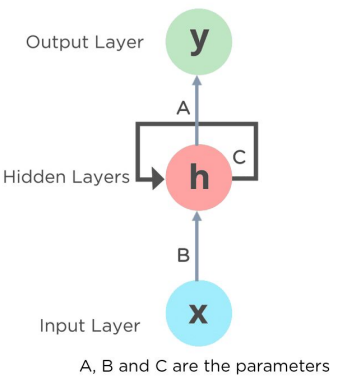 Output Layer
y
A
C
Hidden Layers
h
B
x
Input Layer
A, B and C are the parameters